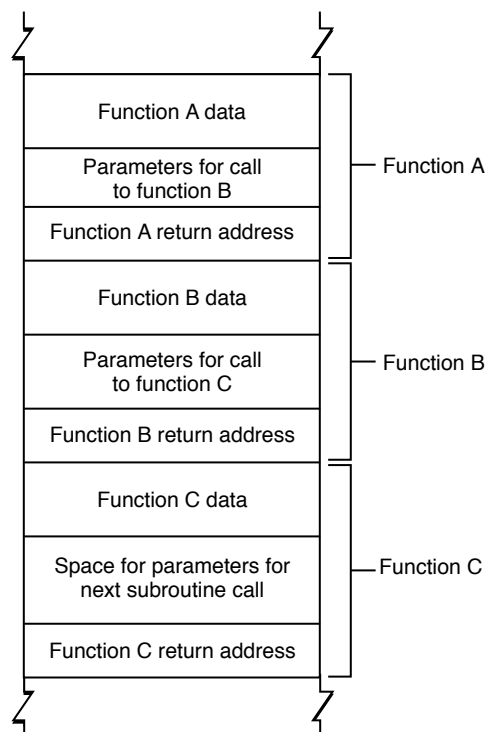 Function A data
Parameters for call
to function B
Function A return address
Function A
Function B data
Parameters for call
to function C
Function B return address
Function B
Function C data
Space for parameters for
next subroutine call
Function C return address
Function C